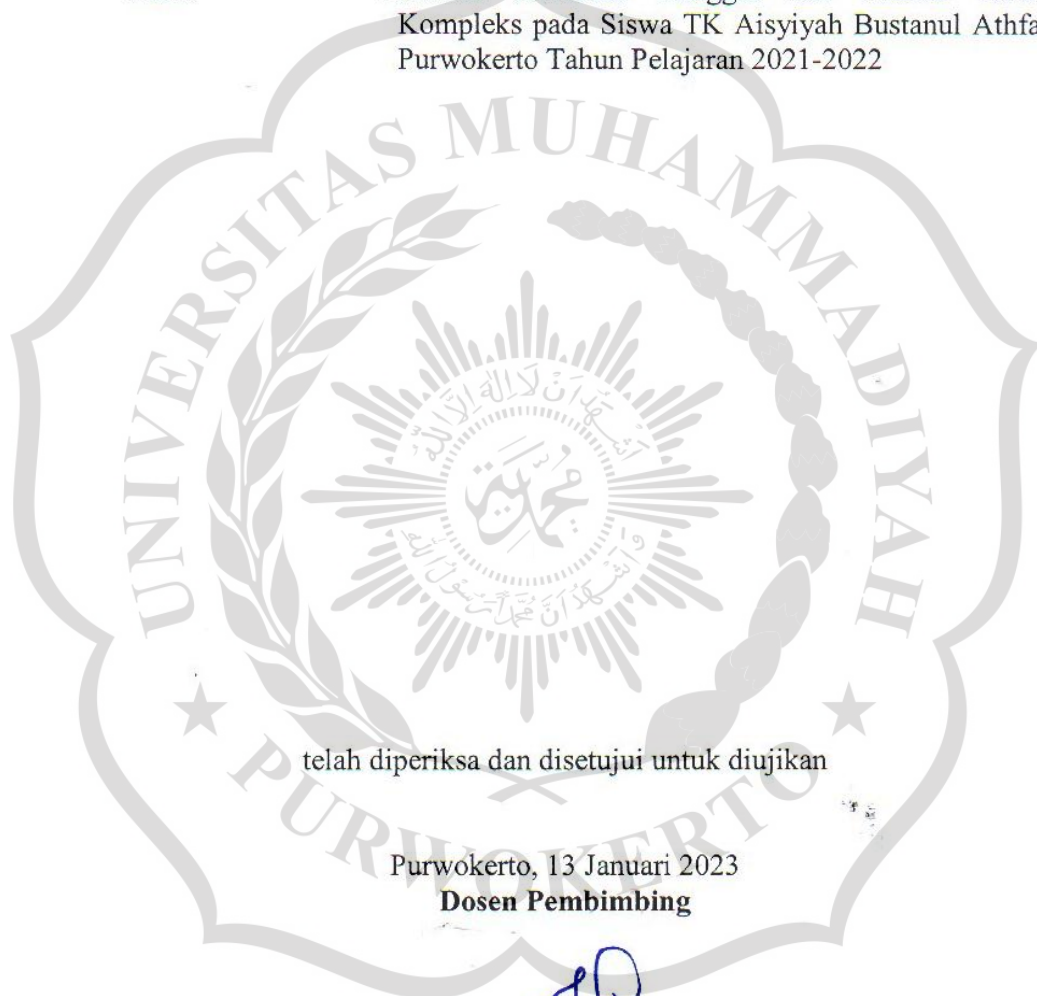 Kompleks pada Siswa TK Aisyiyah Bustanul Athfa
Purwokerto Tahun Pelajaran 2021-2022
UNIVERSITAS MUHAMMADIYAH
PURWOKERTO
telah diperiksa dan disetujui untuk diujikan
Purwokerto, 13 Januari 2023
Dosen Pembimbing